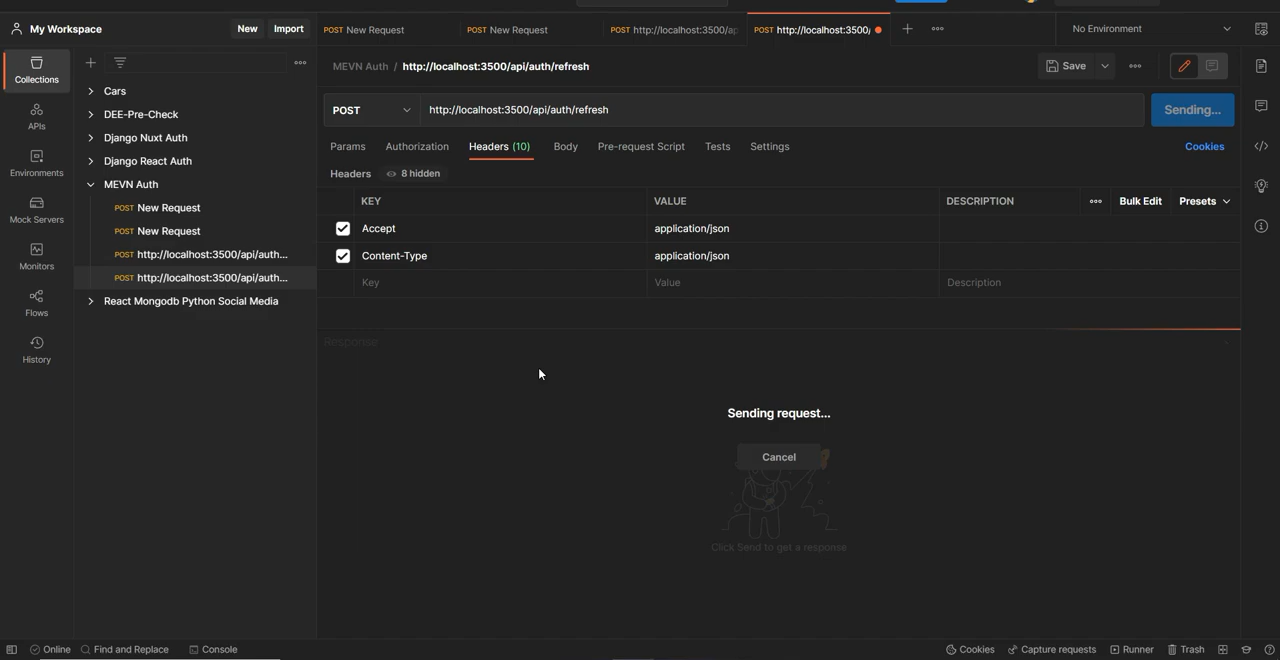 My Workspace
New
Import
POST New Request
POST New Request
POST http://localhost:3500/ap
POST http://localhost:3500/
No Environment
Collections
APIs
Environments
Mock Servers
Monitors
Flows
History
Cars
DEE-Pre-Check
Django Nuxt Auth
Django React Auth
MEVN Auth
POST New Request
POST New Request
POST http://localhost:3500/api/auth...
POST http://localhost:3500/api/auth...
React Mongodb Python Social Media
MEVN Auth / http://localhost:3500/api/auth/refresh
Save
POST
http://localhost:3500/api/auth/refresh
Sending...
Params
Authorization
Headers (10)
Body
Pre-request Script
Tests
Settings
Cookies
Headers
8 hidden
KEY
VALUE
DESCRIPTION
Bulk Edit
Presets
Accept
application/json
Content-Type
application/json
Key
Value
Description
Response
Sending request...
Cancel
Click Send to get a response
Online
Find and Replace
Console
Cookies
Capture requests
Runner
Trash